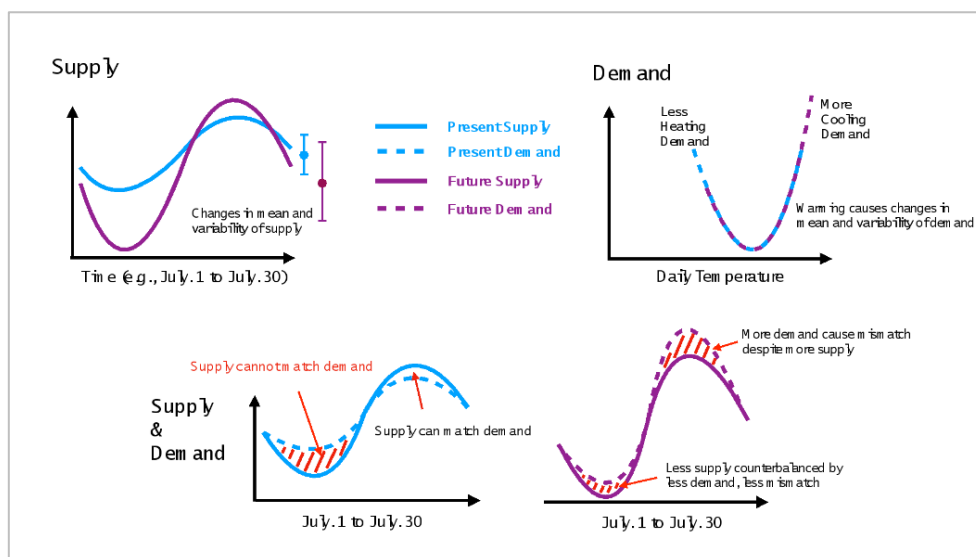 Supply
Demand
Less
Heating
Demand
More
Cooling
Demand
Present Supply
Present Demand
Future Supply
Future Demand
Changes in mean and
variability of supply
Warming causes changes in
mean and variability of demand
Time (e.g., July. 1 to July. 30)
Daily Temperature
Supply
&
Demand
Supply cannot match demand
Supply can match demand
July. 1 to July. 30
More demand cause mismatch
despite more supply
Less supply counterbalanced by
less demand, less mismatch
July. 1 to July. 30